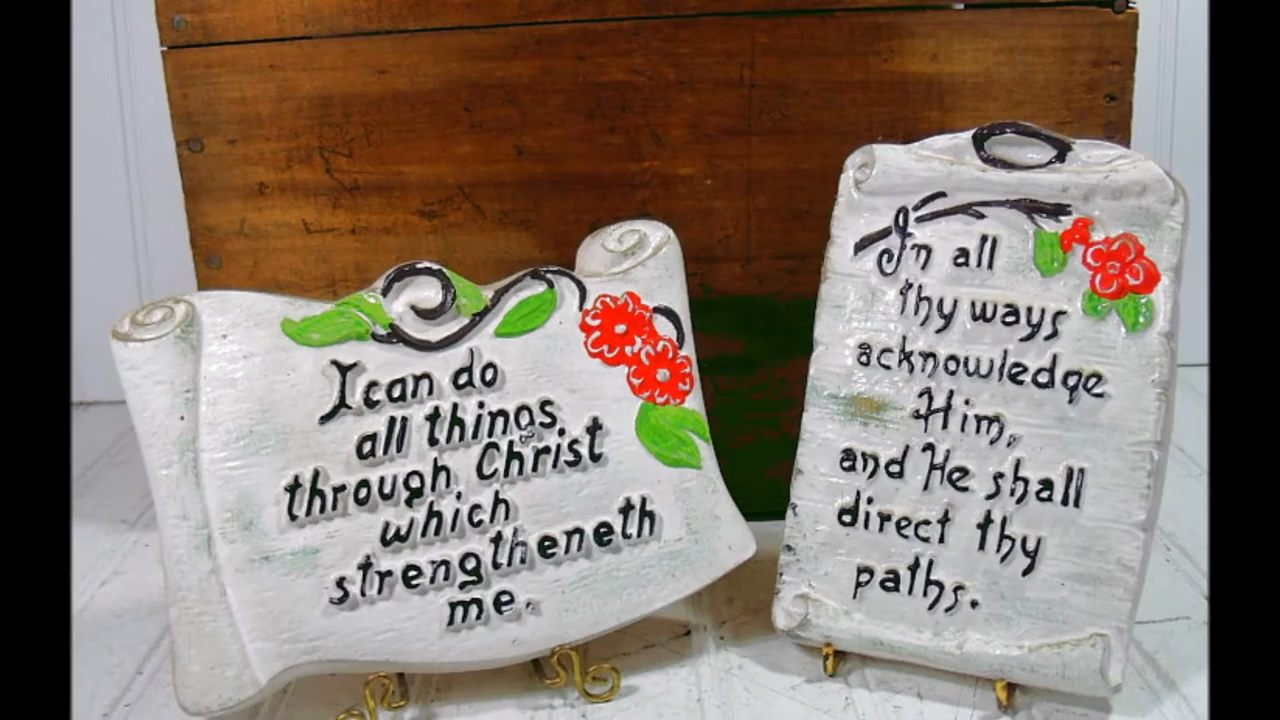 I can do
all things
through Christ
which
strengtheneth
me.
In all
thy ways
acknowledge
Him,
and He shall
direct thy
paths.